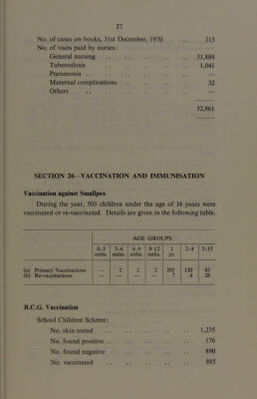 27
No. of cases on books, 31st December, 1970 .. 313
No. of visits paid by nurses:
General nursing .. .. .. .. .. 31,888
Tuberculosis .. .. .. .. .. 1,041
Pneumonia .. .. .. .. .. —
Maternal complications .. .. .. .. 32
Others .. .. .. .. .. —
32,961
SECTION 26—VACCINATION AND IMMUNISATION
Vaccination against Smallpox
During the year, 503 children under the age of 16 years were
vaccinated or re-vaccinated. Details are given in the following table.
AGE GROUPS
0-3 mths. 3-6 mths. 6-9 mths. 9-12 mths. 1 yr. 2-4 5-15
(a) Primary Vaccinations — 2 2 2 293 130 43
(b) Re-vaccinations — — — — 7 4 20
B.C.G. Vaccination
School Children Scheme:
No. skin tested .. .. .. .. .. 1,235
No. found positive .. .. .. .. .. 176
No. found negative .. .. .. .. 890
No. vaccinated .. .. .. .. .. 885